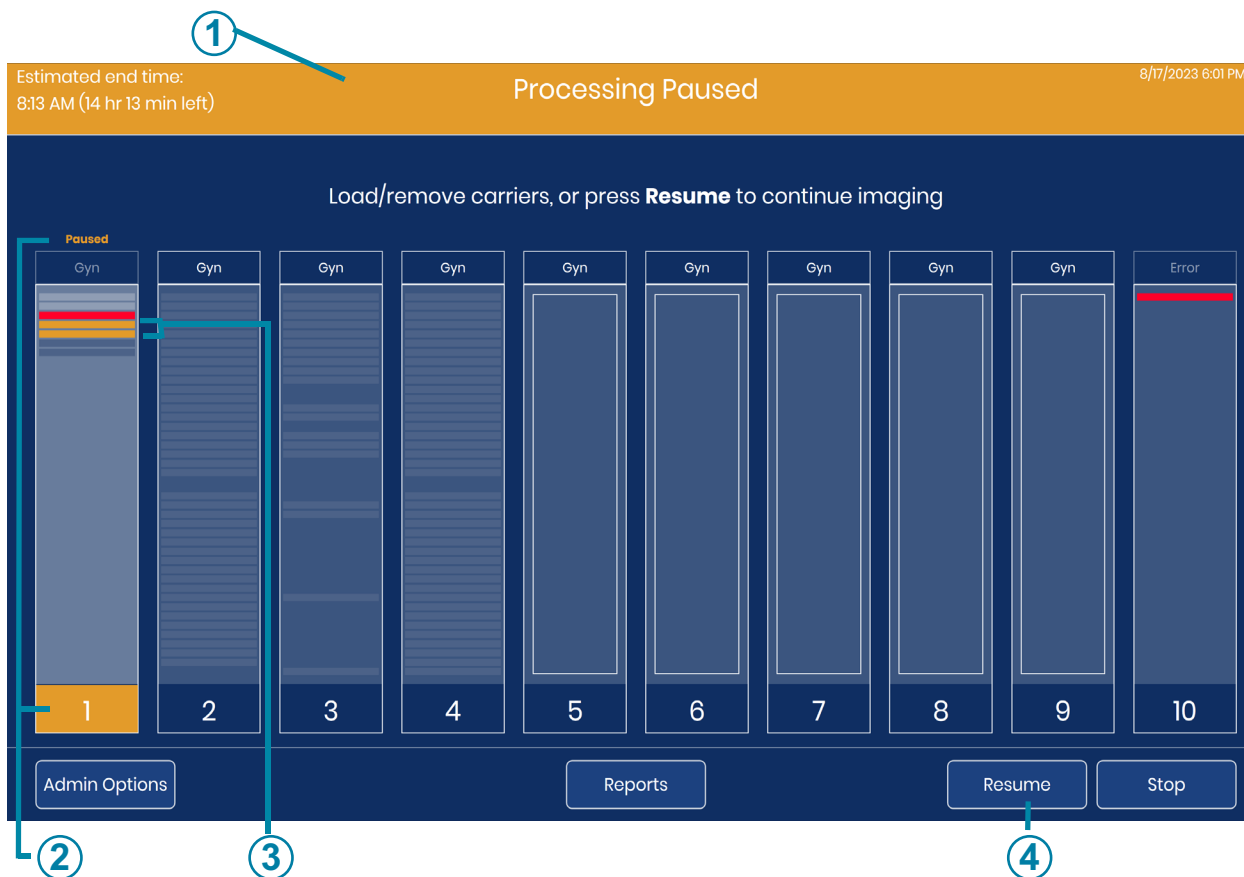 1
Estimated end time:
8:13 AM (14 hr 13 min left)
Processing Paused
8/17/2023 6:01 PM
Load/remove carriers, or press Resume to continue imaging
Paused
Gyn Gyn Gyn Gyn Gyn Gyn Gyn Gyn Gyn Error
1 2 3 4 5 6 7 8 9 10
Admin Options Reports Resume Stop
2 3 4